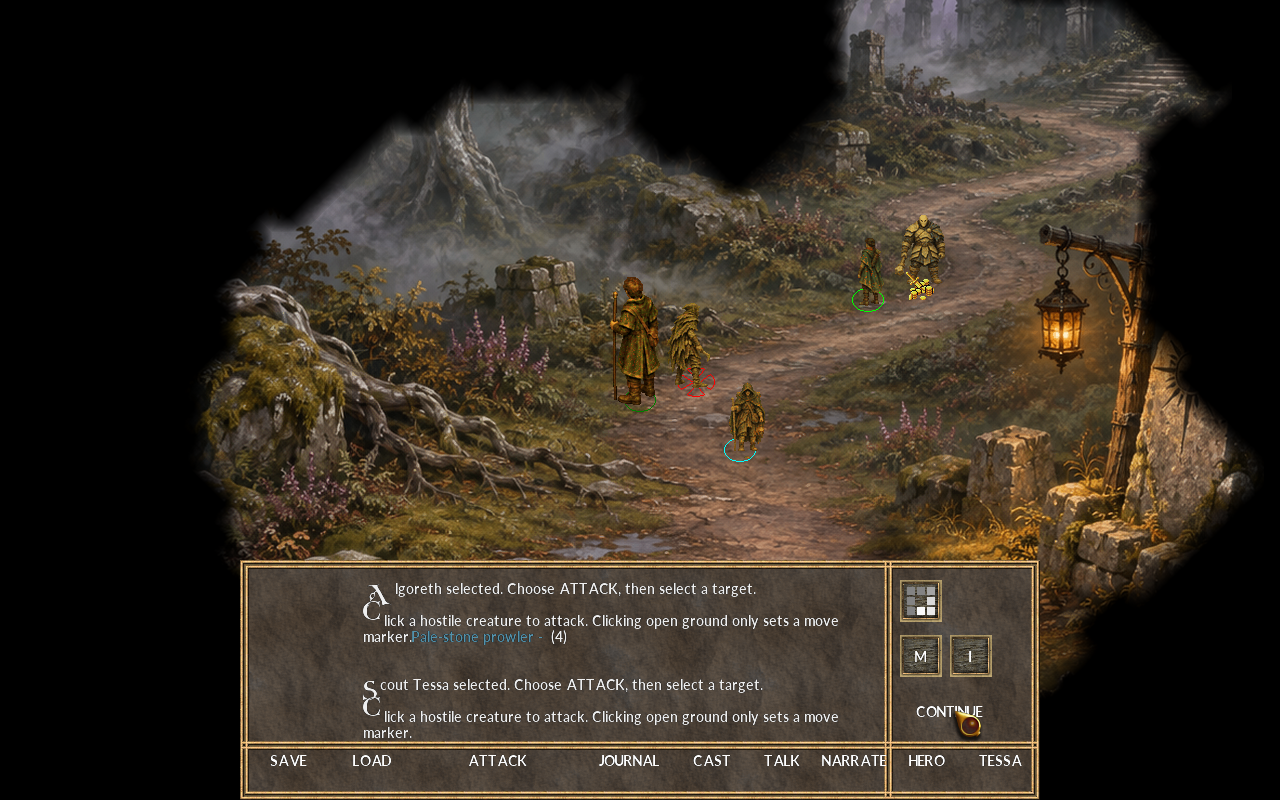 Algoreth selected. Choose ATTACK, then select a target.
Click a hostile creature to attack. Clicking open ground only sets a move
marker.Pale-stone prowler - (4)
Scout Tessa selected. Choose ATTACK, then select a target.
Click a hostile creature to attack. Clicking open ground only sets a move
marker.
M I
CONTINUE
SAVE LOAD ATTACK JOURNAL CAST TALK NARRATE HERO TESSA